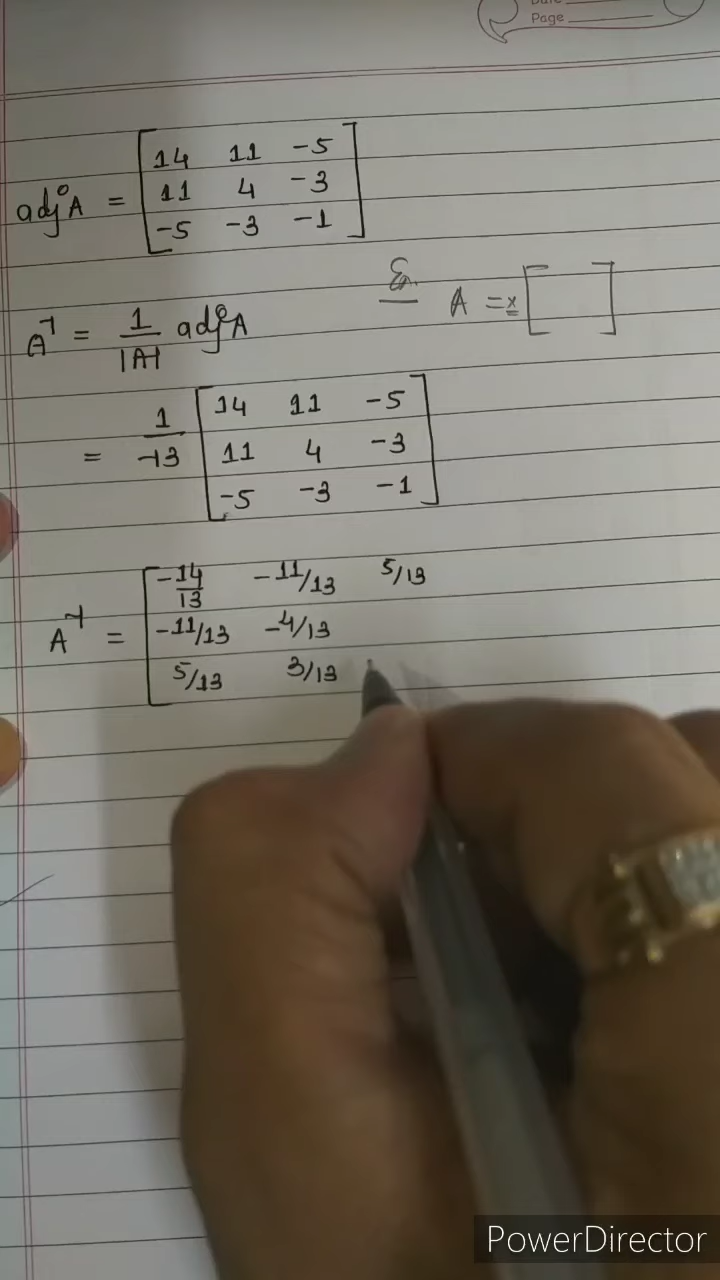 Page
adj A = [14 11 -5
11 4 -3
-5 -3 -1]
Ex. A = x [ ]
A⁻¹ = 1/|A| adj A
= 1/-13 [14 11 -5
11 4 -3
-5 -3 -1]
A⁻¹ = [-14/13 -11/13 5/13
-11/13 -4/13
5/13 3/13
PowerDirector